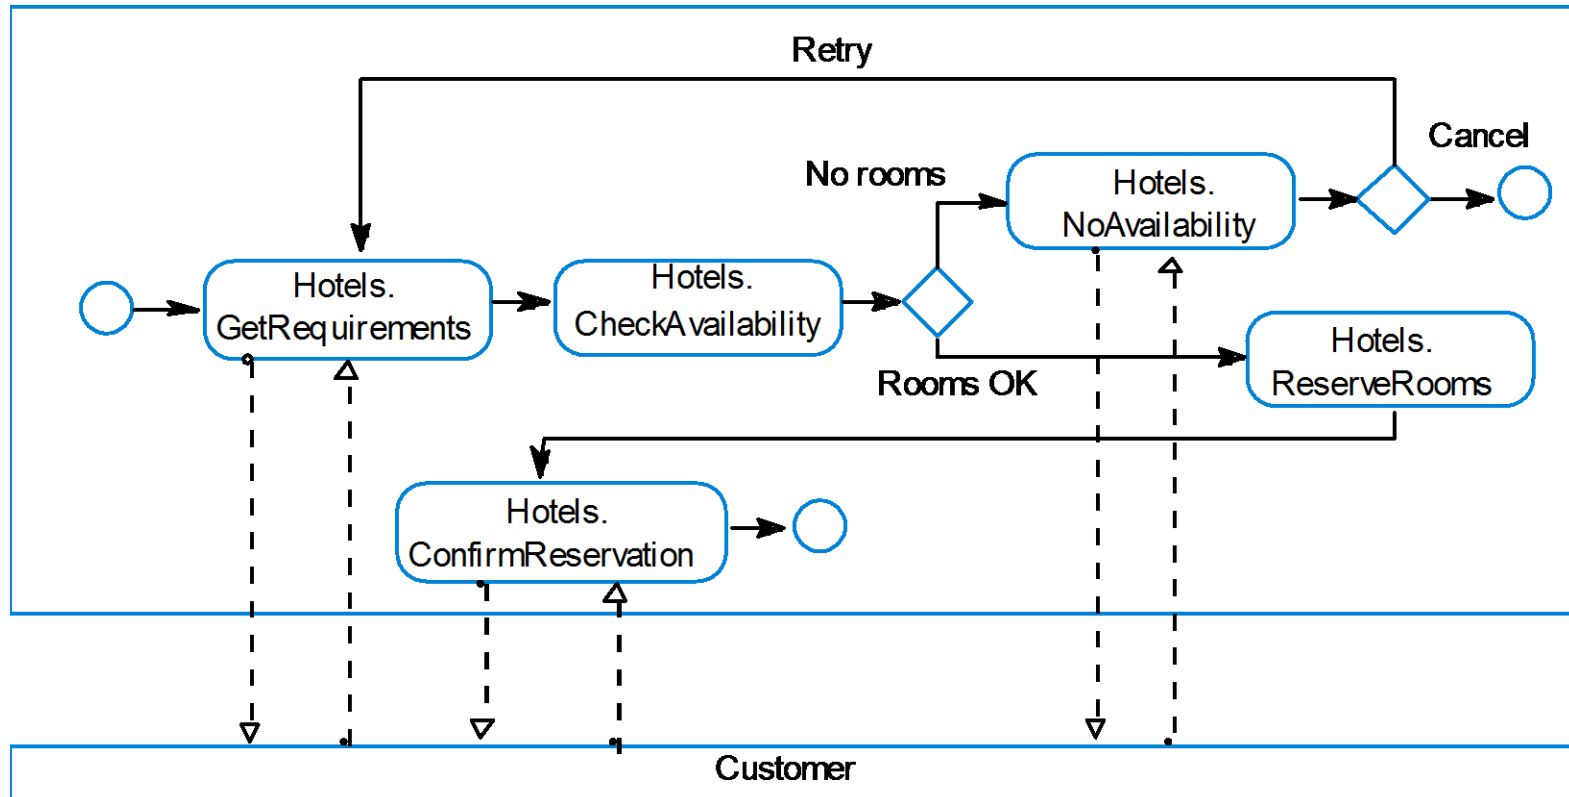 Retry
Cancel
No rooms
Hotels.
NoAvailability
Hotels.
GetRequirements
Hotels.
CheckAvailability
Rooms OK
Hotels.
ReserveRooms
Hotels.
ConfirmReservation
Customer